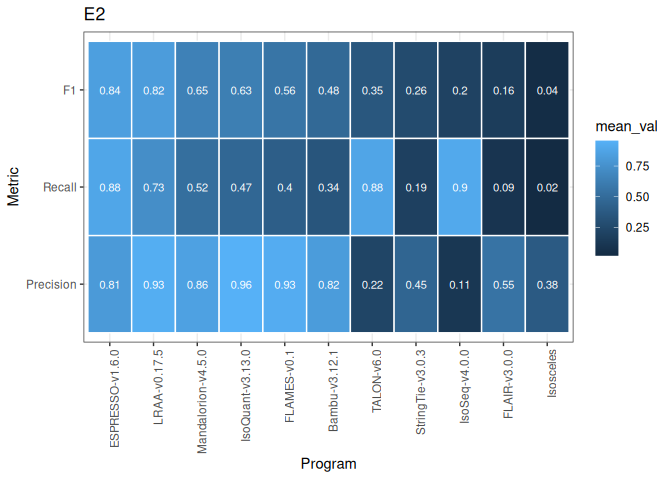 E2
F1 0.84 0.82 0.65 0.63 0.56 0.48 0.35 0.26 0.2 0.16 0.04
Recall 0.88 0.73 0.52 0.47 0.4 0.34 0.88 0.19 0.9 0.09 0.02
Precision 0.81 0.93 0.86 0.96 0.93 0.82 0.22 0.45 0.11 0.55 0.38
Metric
ESPRESSO-v1.6.0
LRAA-v0.17.5
Mandalorion-v4.5.0
IsoQuant-v3.13.0
FLAMES-v0.1
Bambu-v3.12.1
TALON-v6.0
StringTie-v3.0.3
IsoSeq-v4.0.0
FLAIR-v3.0.0
Isosceles
Program
mean_val
0.75
0.50
0.25